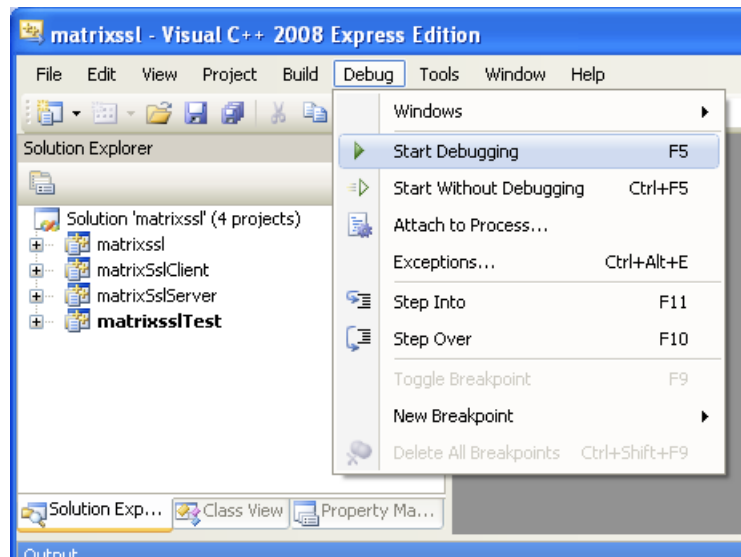 matrixssl - Visual C++ 2008 Express Edition
File Edit View Project Build Debug Tools Window Help
Solution Explorer
Solution 'matrixssl' (4 projects)
matrixssl
matrixSslClient
matrixSslServer
matrixsslTest
Windows
Start Debugging F5
Start Without Debugging Ctrl+F5
Attach to Process...
Exceptions... Ctrl+Alt+E
Step Into F11
Step Over F10
Toggle Breakpoint F9
New Breakpoint
Delete All Breakpoints Ctrl+Shift+F9
Solution Exp... Class View Property Ma...
Output